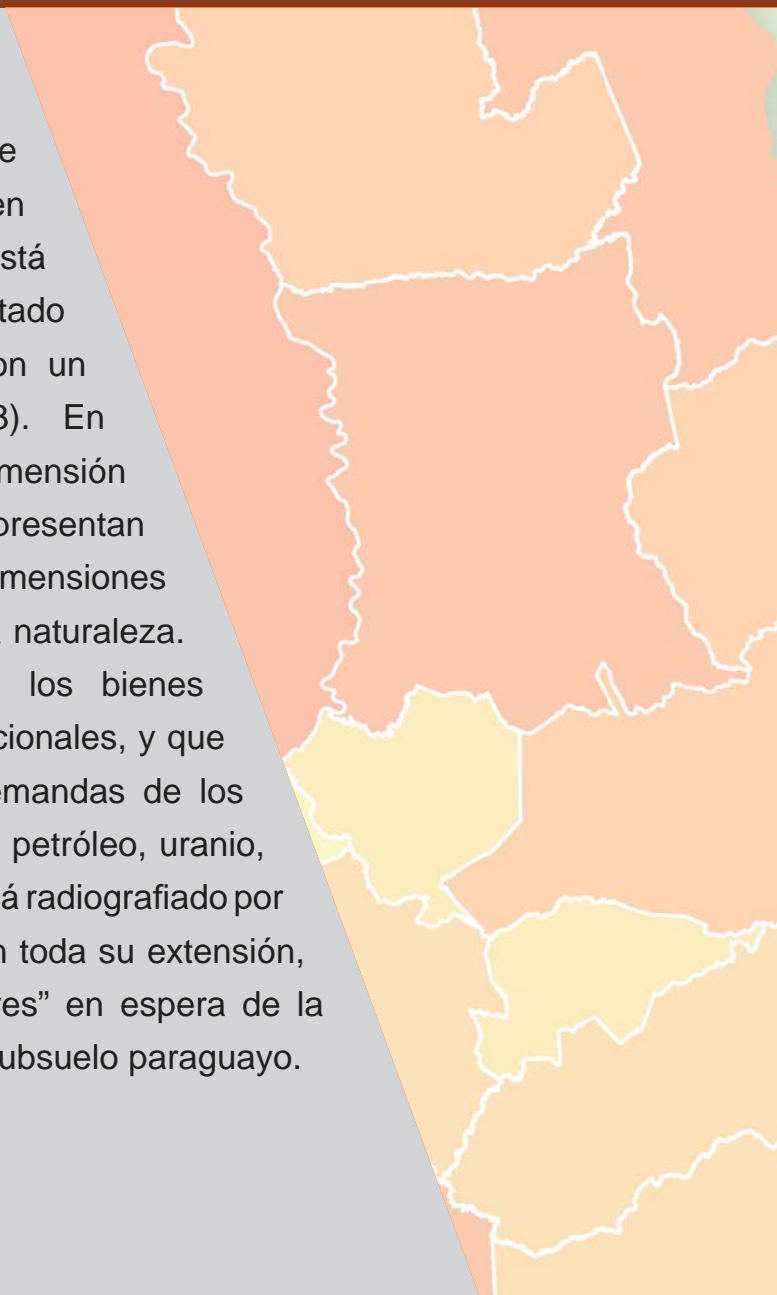 e
en
stá
tado
on un
3). En
mensión
presentan
mensiones
naturaleza.
los bienes
cionales, y que
emandas de los
petróleo, uranio,
á radiografiado por
n toda su extensión,
res” en espera de la
subsuelo paraguayo.